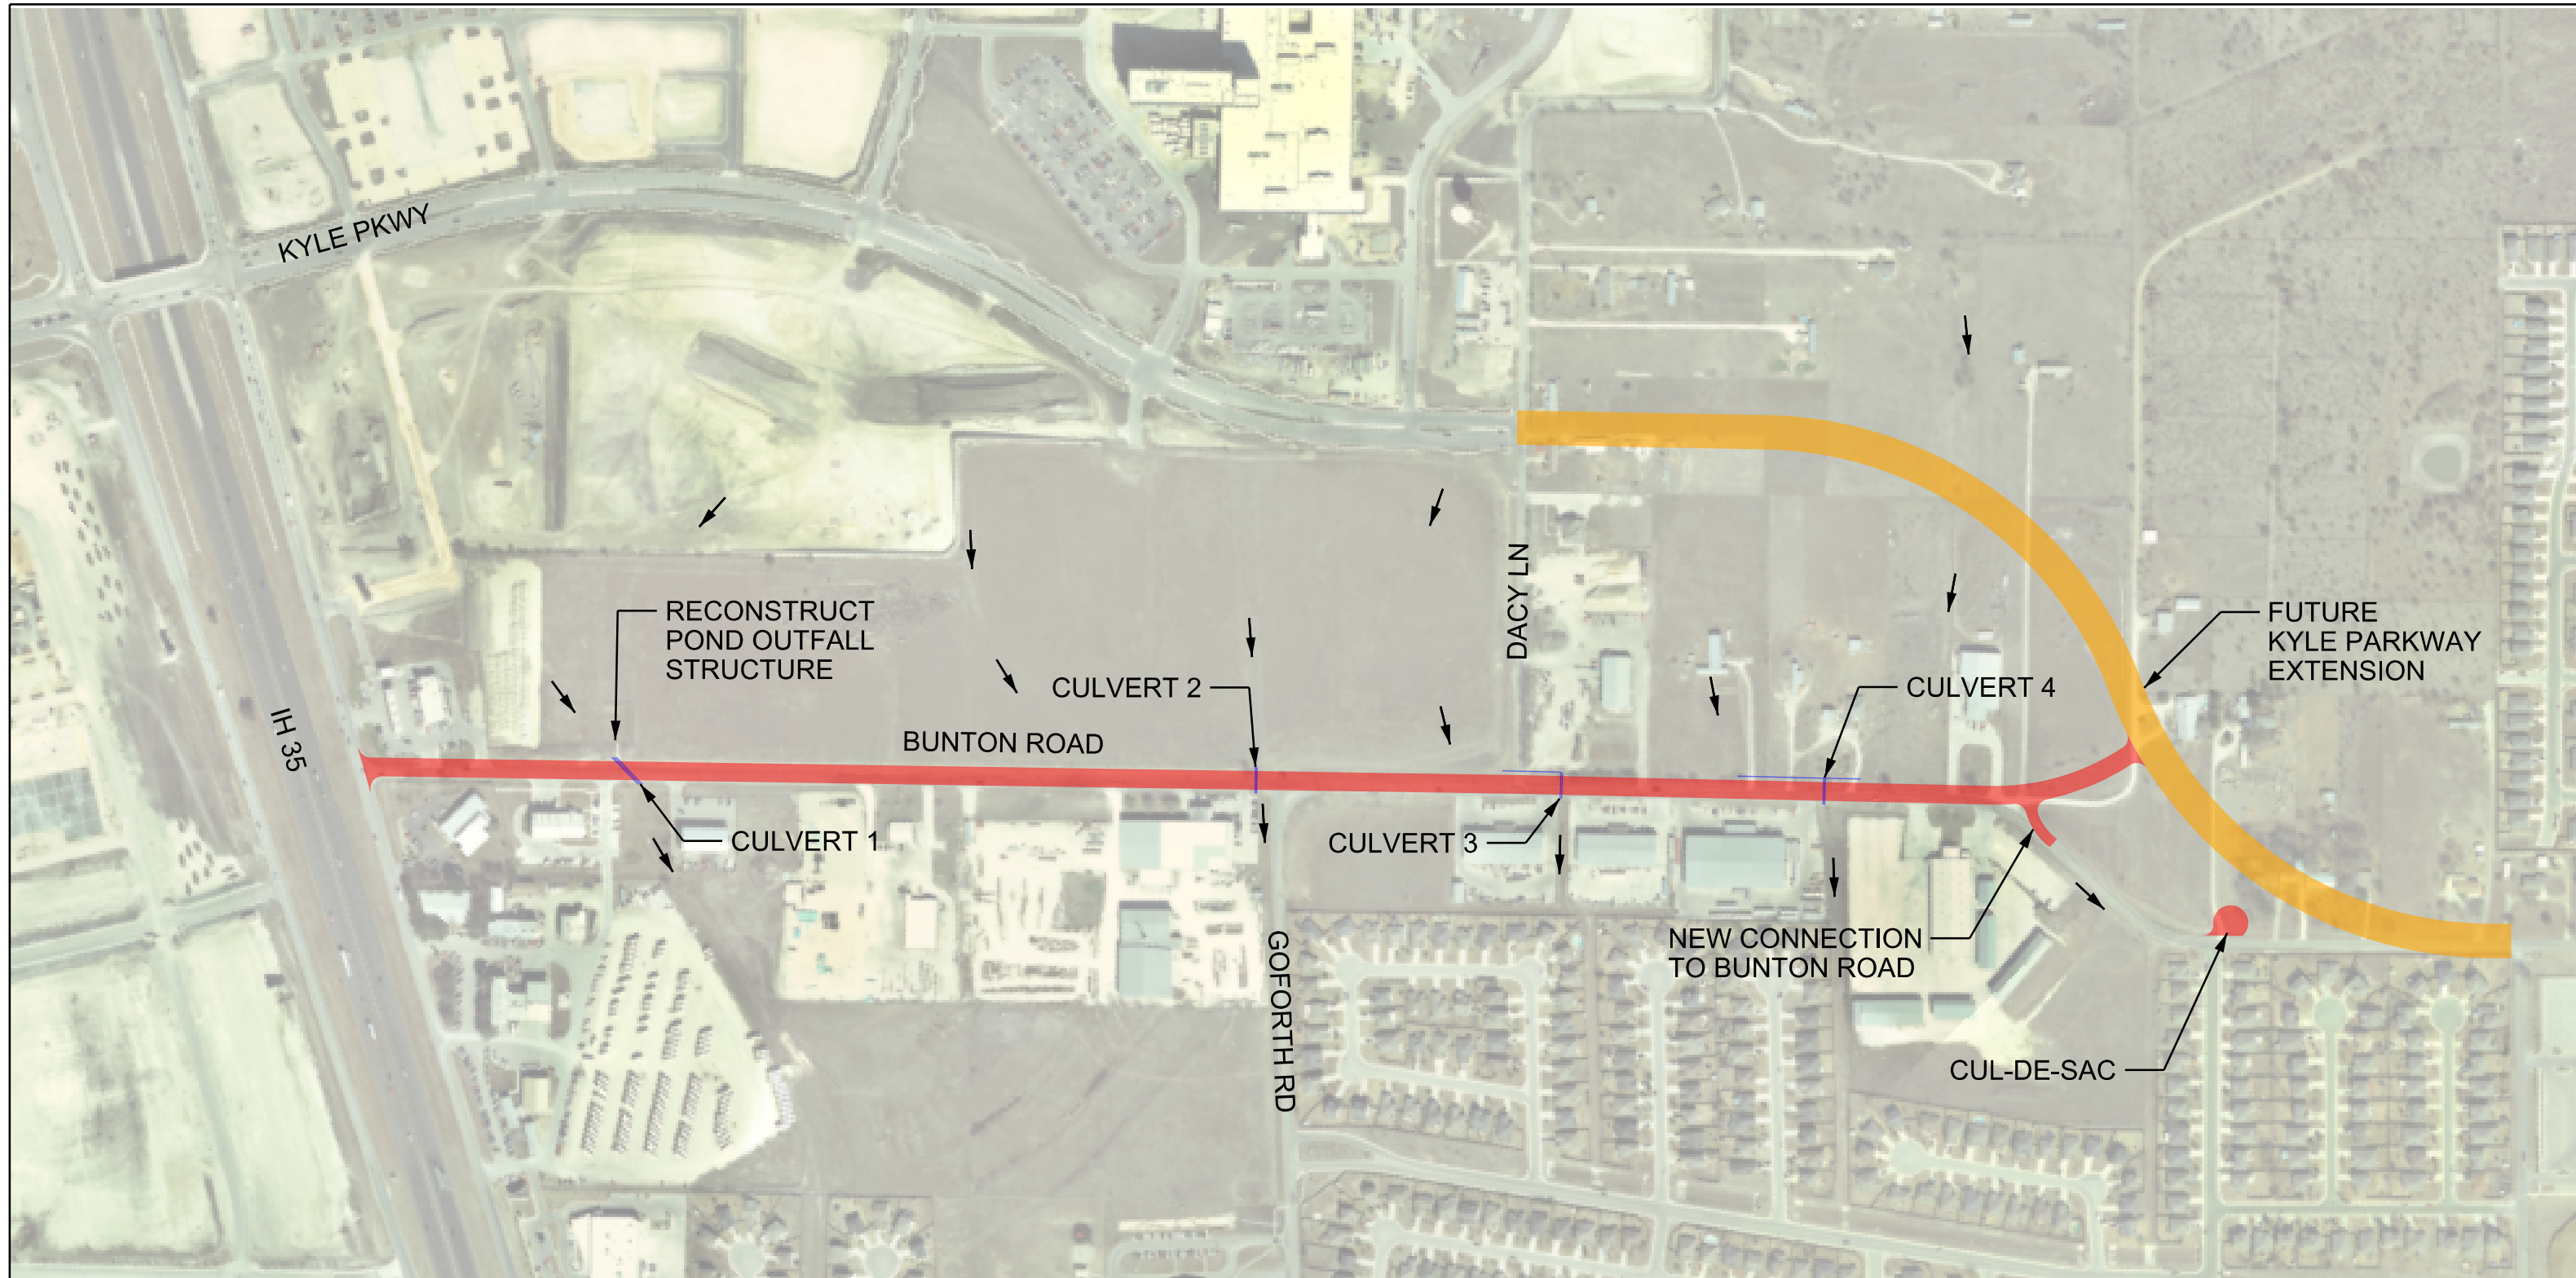 KYLE PKWY
DACY LN
RECONSTRUCT
POND OUTFALL
STRUCTURE
FUTURE
KYLE PARKWAY
EXTENSION
CULVERT 2
CULVERT 4
IH 35
BUNTON ROAD
CULVERT 1
CULVERT 3
GOFORTH RD
NEW CONNECTION
TO BUNTON ROAD
CUL-DE-SAC